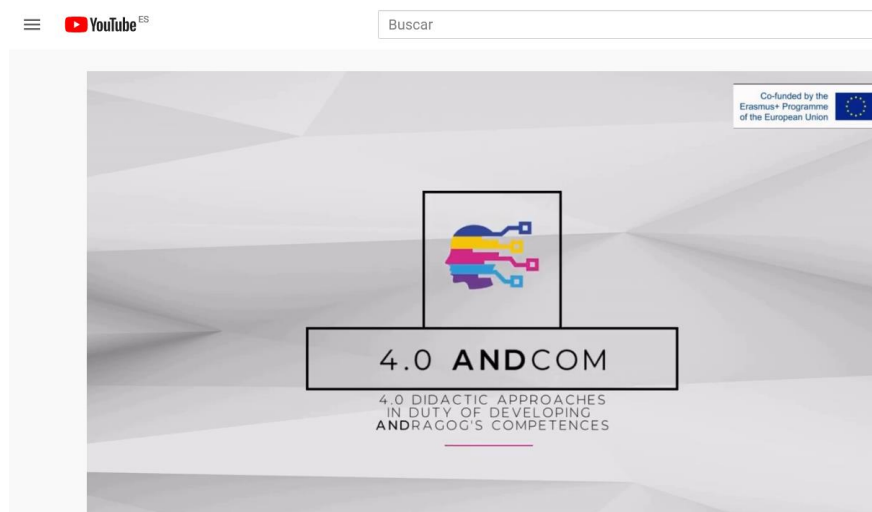 YouTube ES
Buscar
Co-funded by the
Erasmus+ Programme
of the European Union
4.0 ANDCOM
4.0 DIDACTIC APPROACHES
IN DUTY OF DEVELOPING
ANDRAGOG'S COMPETENCES